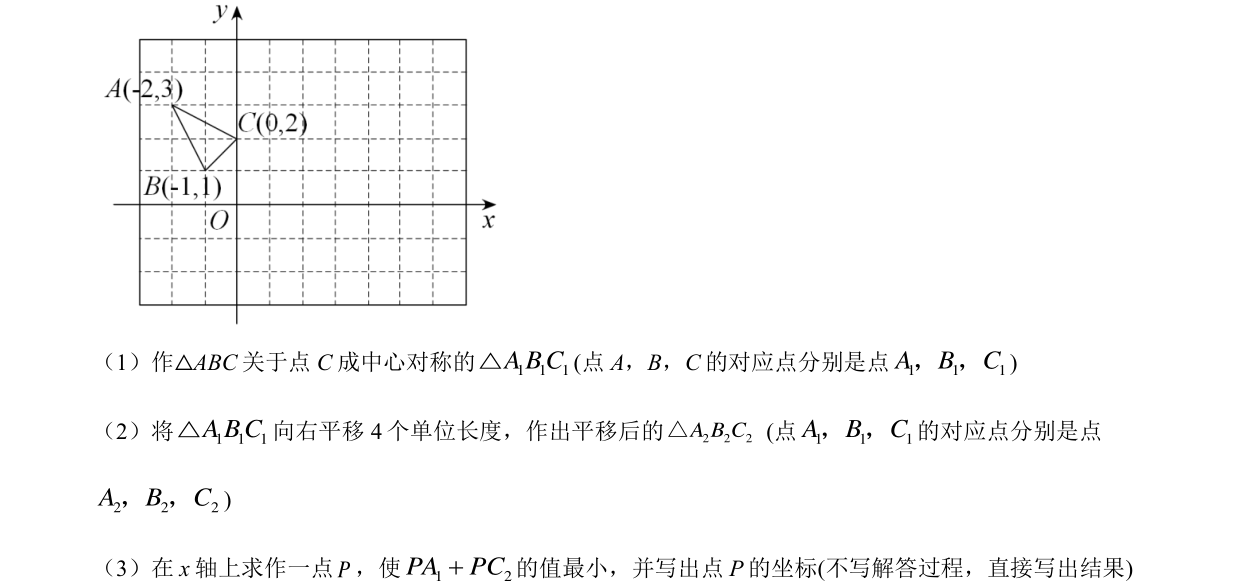 y
A(-2,3)
C(0,2)
B(-1,1)
O
x
（1）作△ABC关于点C成中心对称的△A₁B₁C₁(点A，B，C的对应点分别是点A₁，B₁，C₁)
（2）将△A₁B₁C₁向右平移4个单位长度，作出平移后的△A₂B₂C₂ (点A₁，B₁，C₁的对应点分别是点
A₂，B₂，C₂)
（3）在x轴上求作一点P，使PA₁+PC₂的值最小，并写出点P的坐标(不写解答过程，直接写出结果)